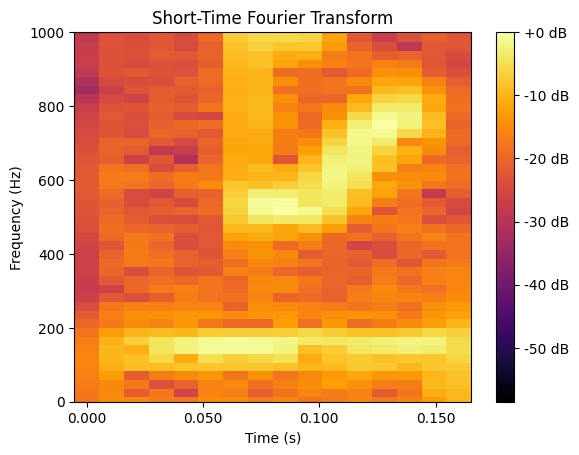 Short-Time Fourier Transform
1000
800
600
400
200
0
Frequency (Hz)
0.000
0.050
0.100
0.150
Time (s)
+0 dB
-10 dB
-20 dB
-30 dB
-40 dB
-50 dB